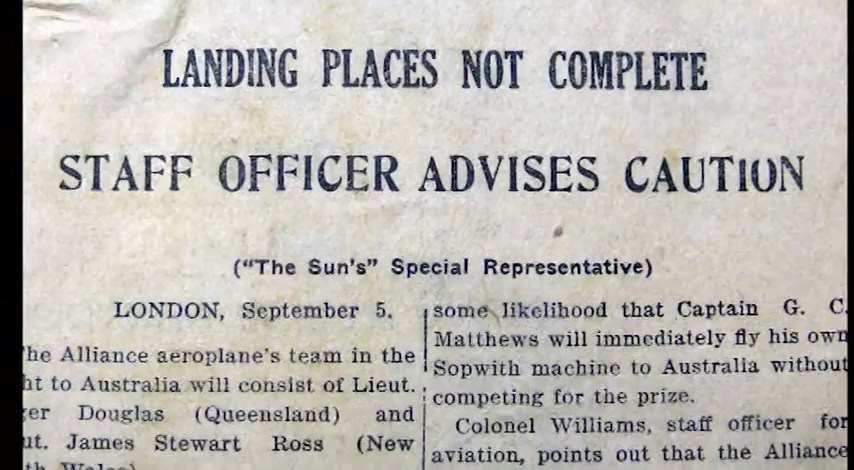 LANDING PLACES NOT COMPLETE
STAFF OFFICER ADVISES CAUTION
("The Sun's" Special Representative)
LONDON, September 5.
he Alliance aeroplane's team in the
ht to Australia will consist of Lieut.
er Douglas (Queensland) and
ut. James Stewart Ross (New
th Wales)
some likelihood that Captain G. C.
Matthews will immediately fly his own
Sopwith machine to Australia without
competing for the prize.
Colonel Williams, staff officer for
aviation, points out that the Alliance